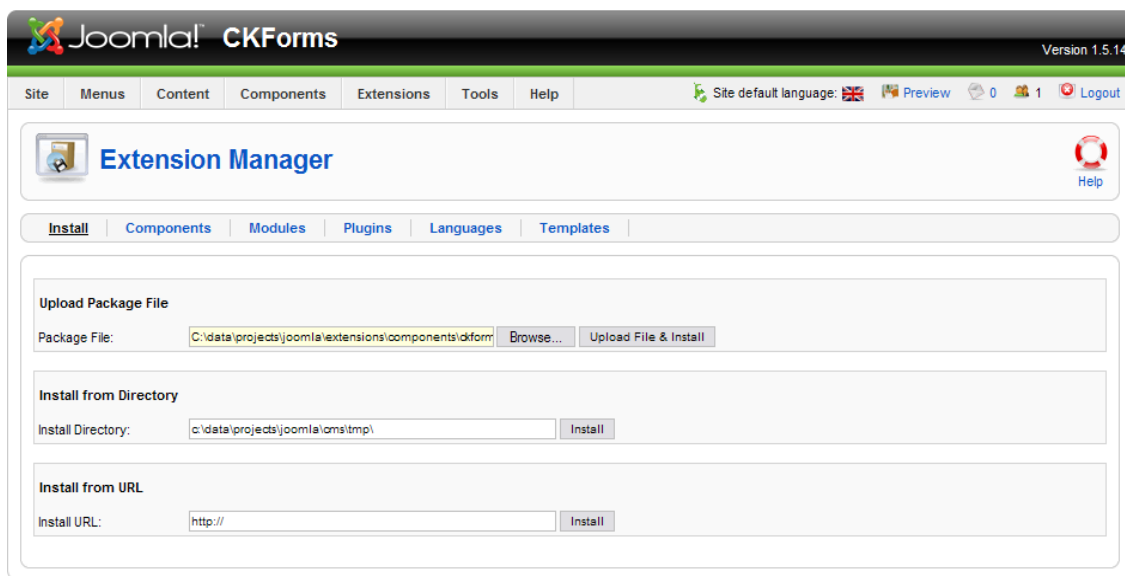 Joomla! CKForms
Version 1.5.14
Site Menus Content Components Extensions Tools Help Site default language: Preview 0 1 Logout
Extension Manager
Help
Install Components Modules Plugins Languages Templates
Upload Package File
Package File: C:\data\projects\joomla\extensions\components\ckform Browse... Upload File & Install
Install from Directory
Install Directory: c:\data\projects\joomla\cms\tmp\ Install
Install from URL
Install URL: http:// Install